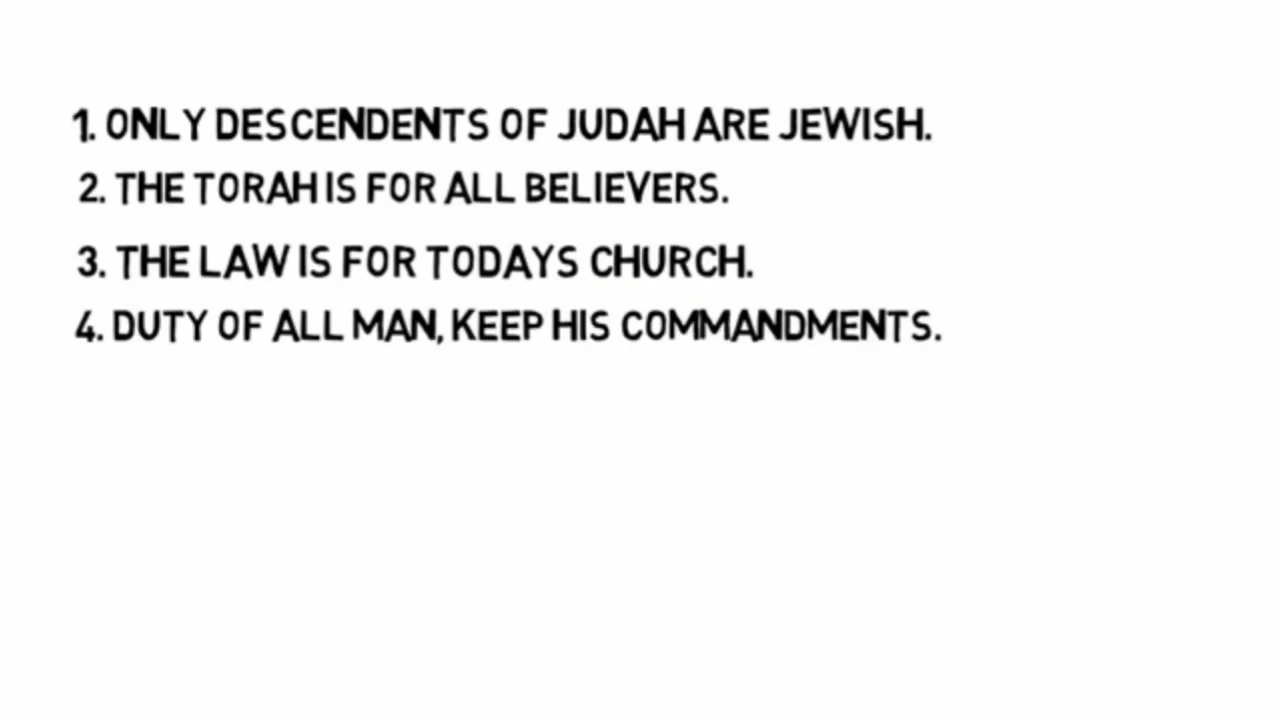 1. ONLY DESCENDENTS OF JUDAH ARE JEWISH.
2. THE TORAH IS FOR ALL BELIEVERS.
3. THE LAW IS FOR TODAYS CHURCH.
4. DUTY OF ALL MAN, KEEP HIS COMMANDMENTS.